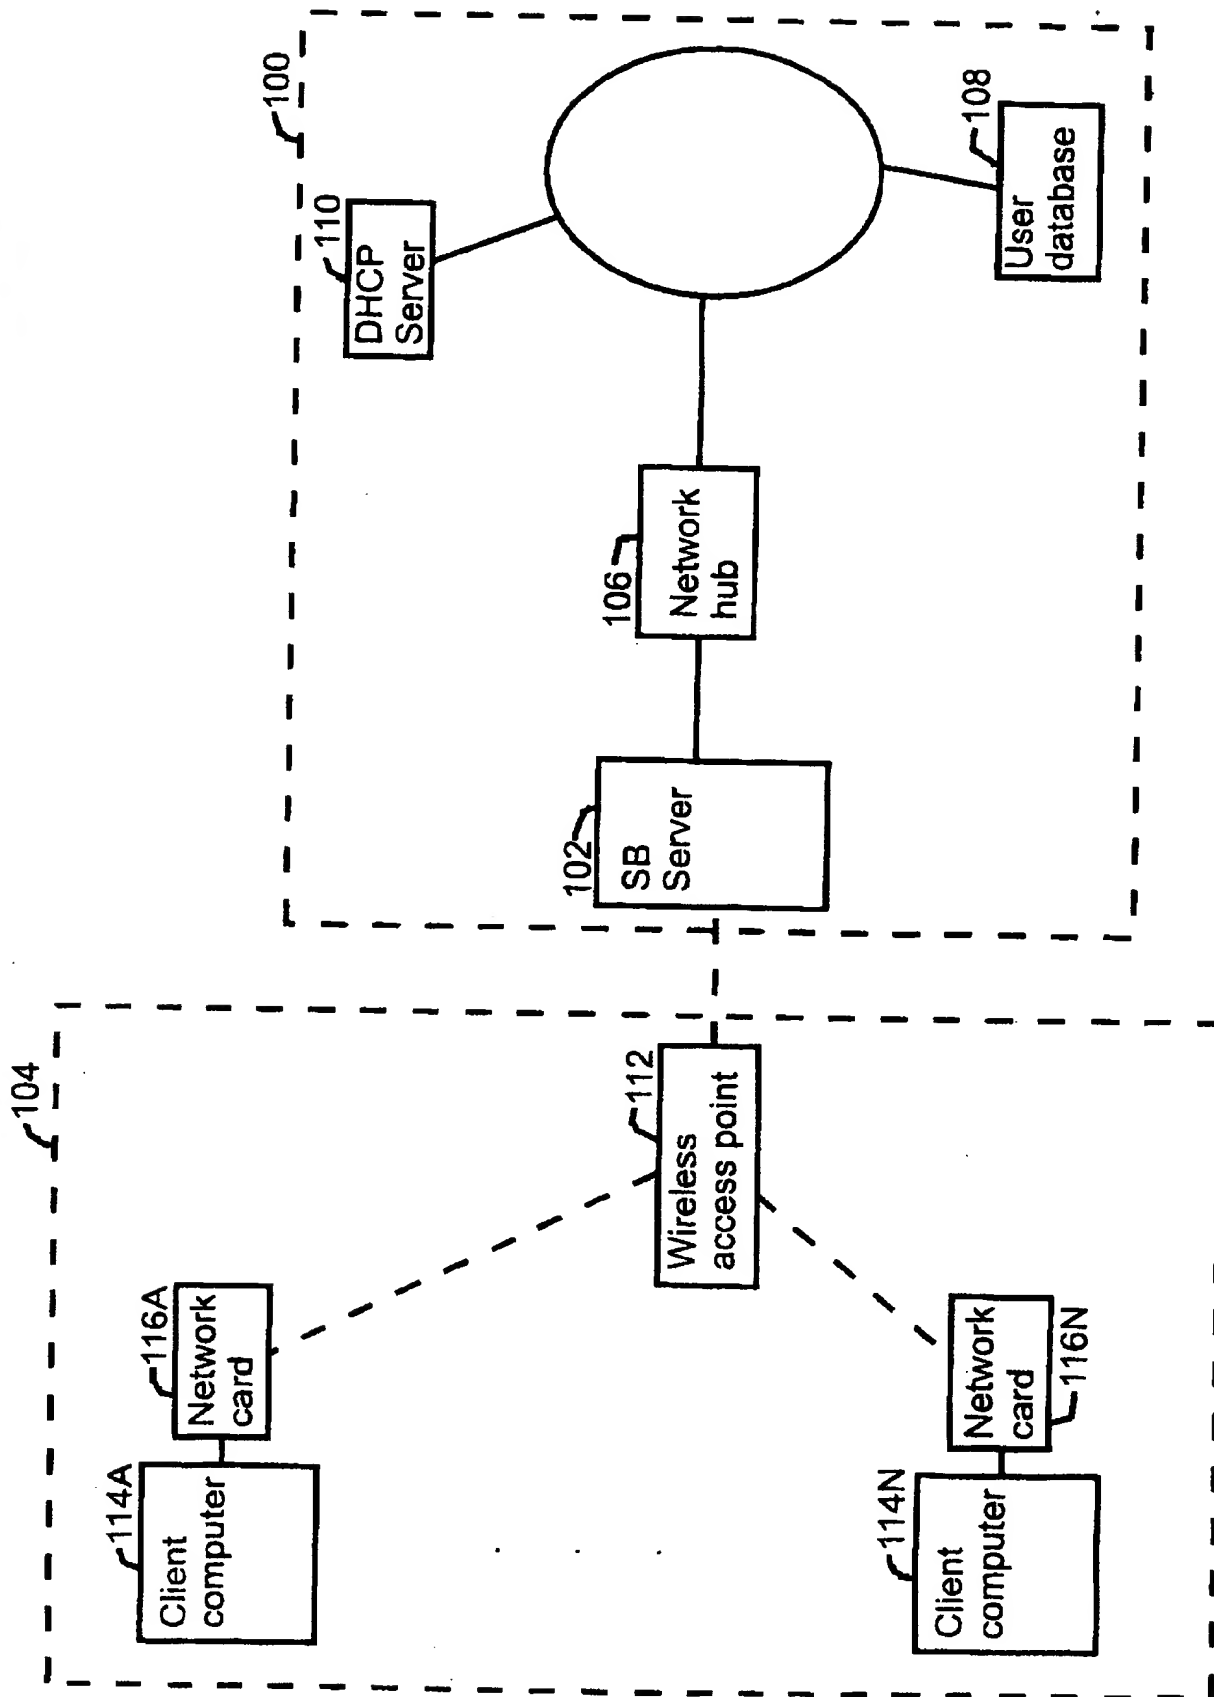 104
114A
Client
computer
116A
Network
card
114N
Client
computer
Network
card
116N
112
Wireless
access point
100
102
SB
Server
106
Network
hub
110
DHCP
Server
108
User
database